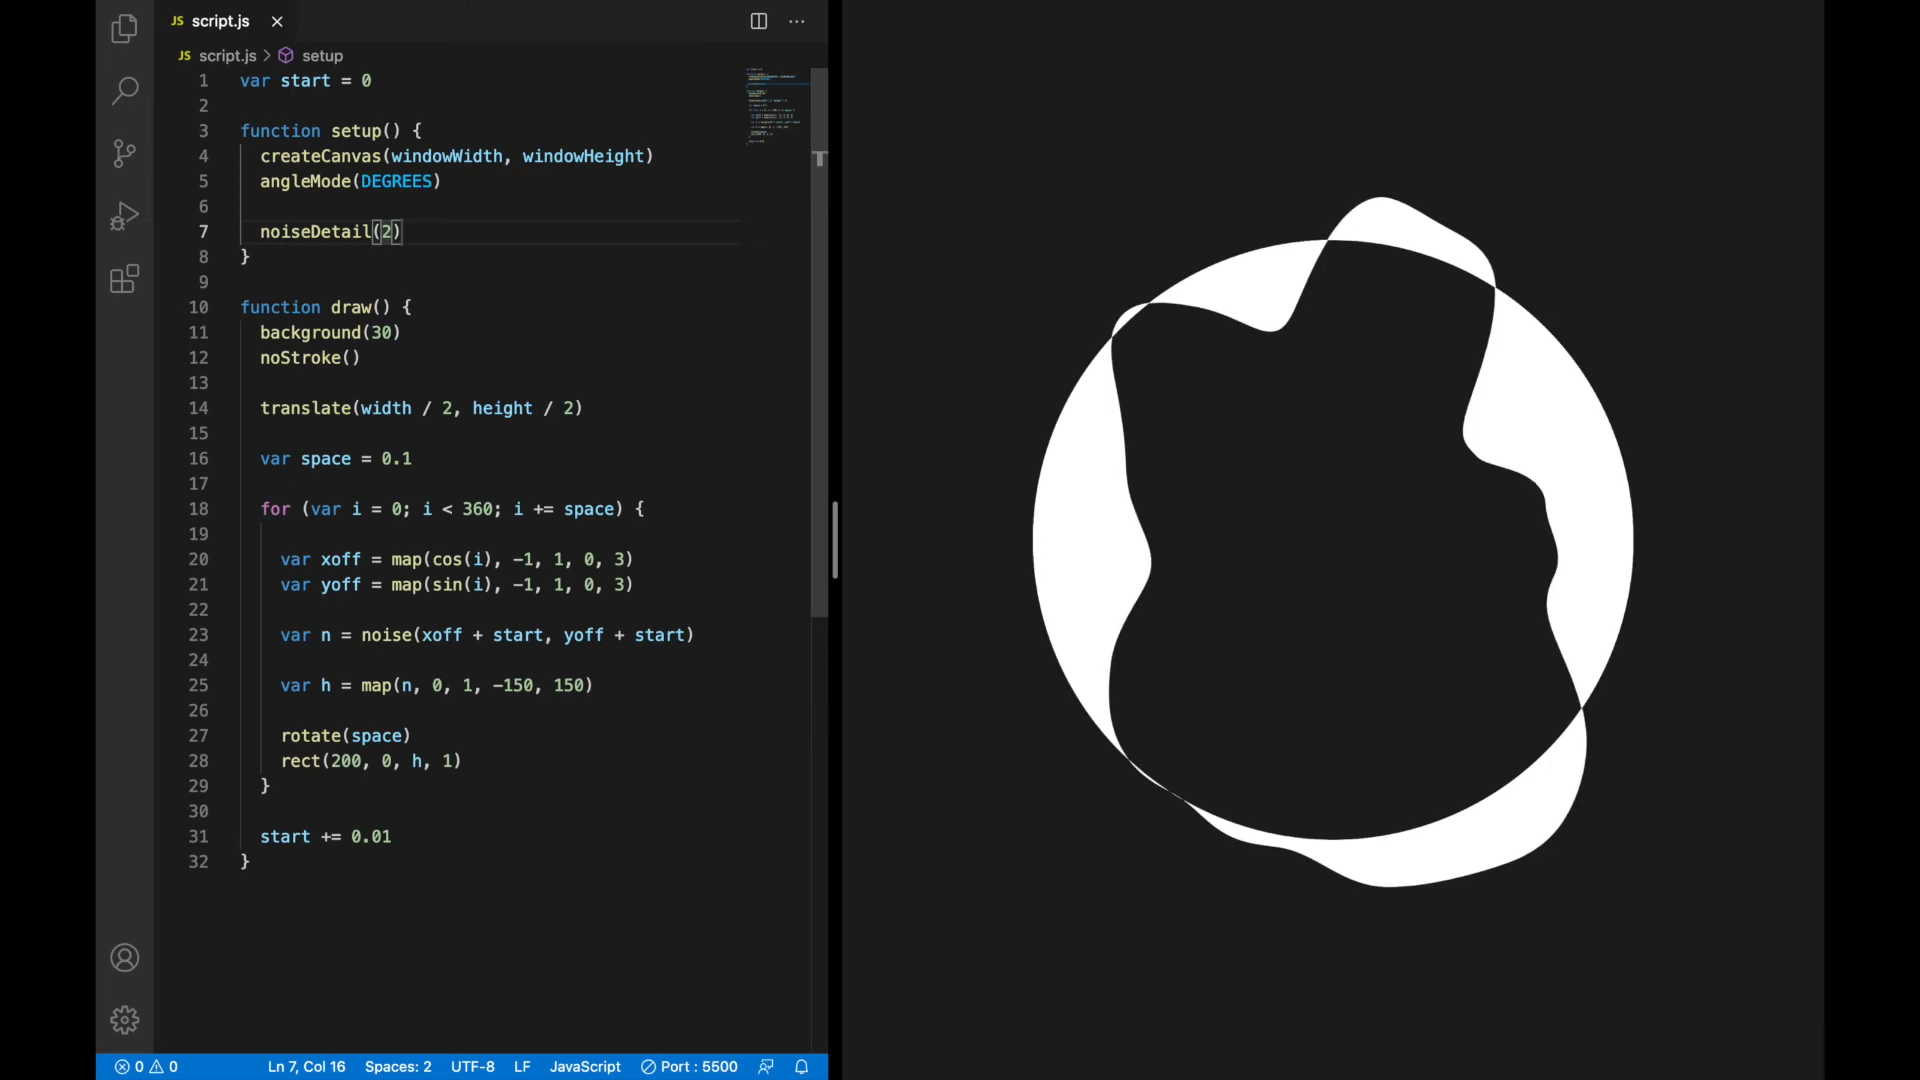 JS script.js
JS script.js > setup
1 var start = 0
2
3 function setup() {
4 createCanvas(windowWidth, windowHeight)
5 angleMode(DEGREES)
6
7 noiseDetail(2)
8 }
9
10 function draw() {
11 background(30)
12 noStroke()
13
14 translate(width / 2, height / 2)
15
16 var space = 0.1
17
18 for (var i = 0; i < 360; i += space) {
19
20 var xoff = map(cos(i), -1, 1, 0, 3)
21 var yoff = map(sin(i), -1, 1, 0, 3)
22
23 var n = noise(xoff + start, yoff + start)
24
25 var h = map(n, 0, 1, -150, 150)
26
27 rotate(space)
28 rect(200, 0, h, 1)
29 }
30
31 start += 0.01
32 }
0 0 Ln 7, Col 16 Spaces: 2 UTF-8 LF JavaScript Port : 5500